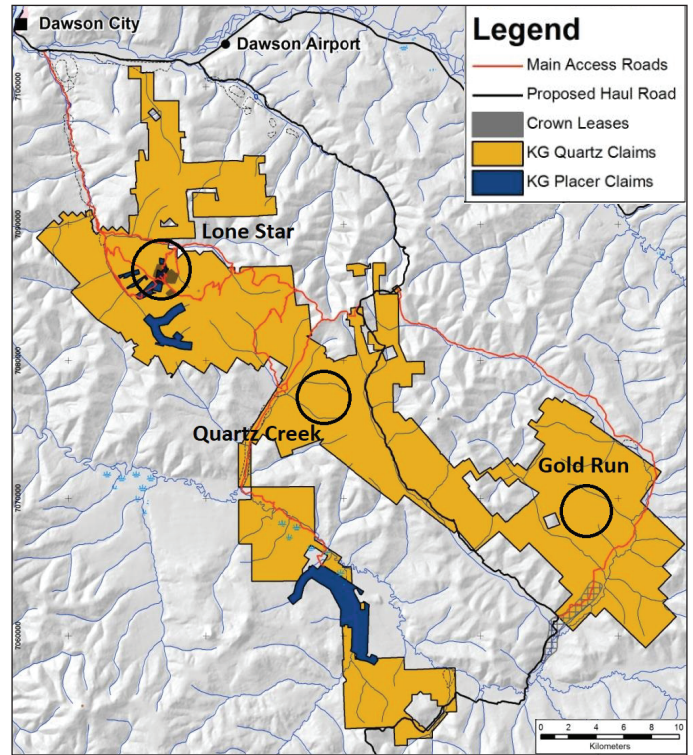 Dawson City
Dawson Airport
Legend
Main Access Roads
Proposed Haul Road
Crown Leases
KG Quartz Claims
KG Placer Claims
7100000
7090000
Lone Star
7080000
Quartz Creek
Gold Run
7070000
7060000
0 2 4 6 8 10
Kilometers